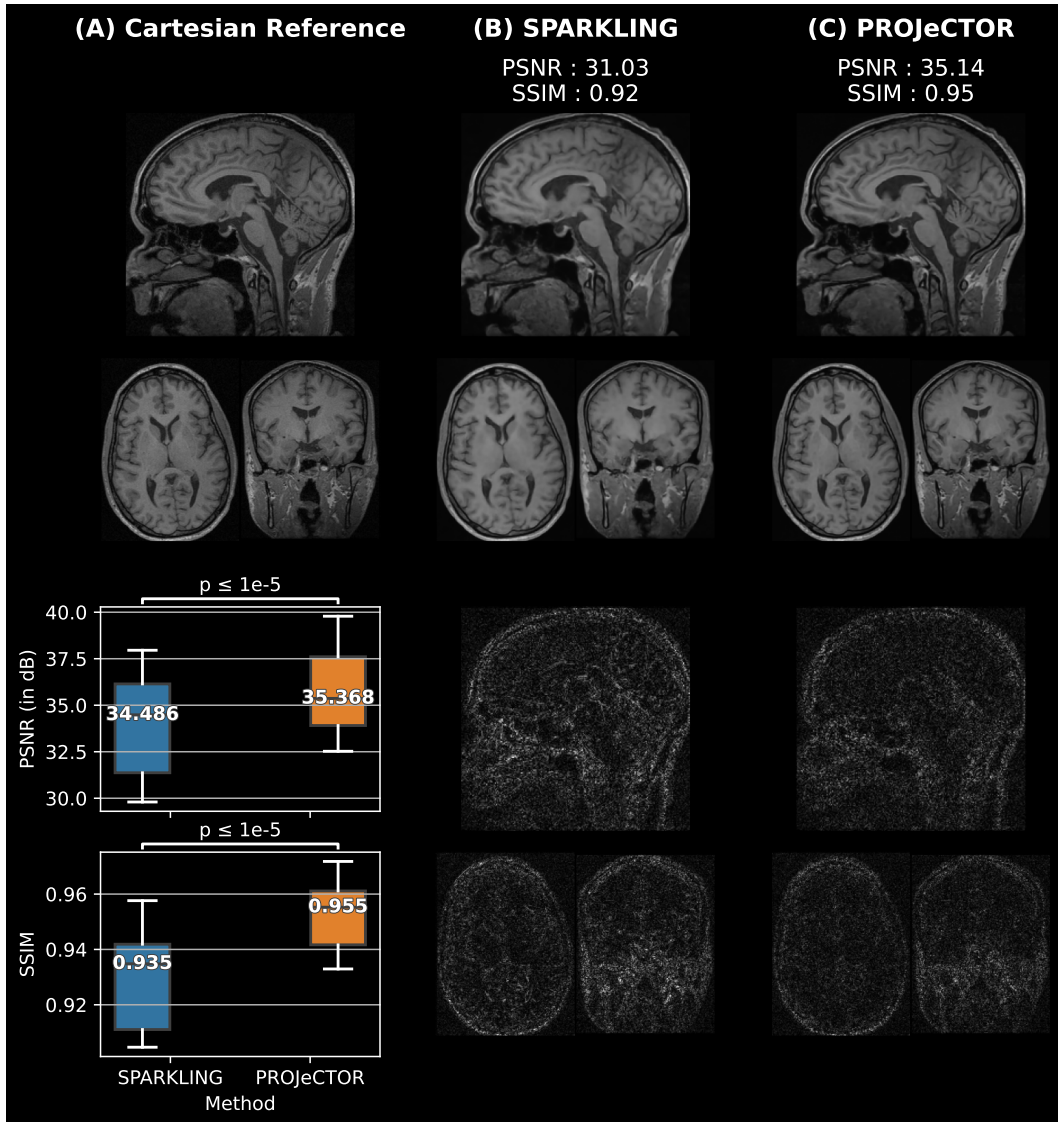 (A) Cartesian Reference
(B) SPARKLING
(C) PROJeCTOR
PSNR : 31.03
SSIM : 0.92
PSNR : 35.14
SSIM : 0.95
p ≤ 1e-5
40.0
37.5
35.0
32.5
30.0
PSNR (in dB)
34.486
35.368
p ≤ 1e-5
0.96
0.94
0.92
SSIM
0.935
0.955
SPARKLING
PROJeCTOR
Method